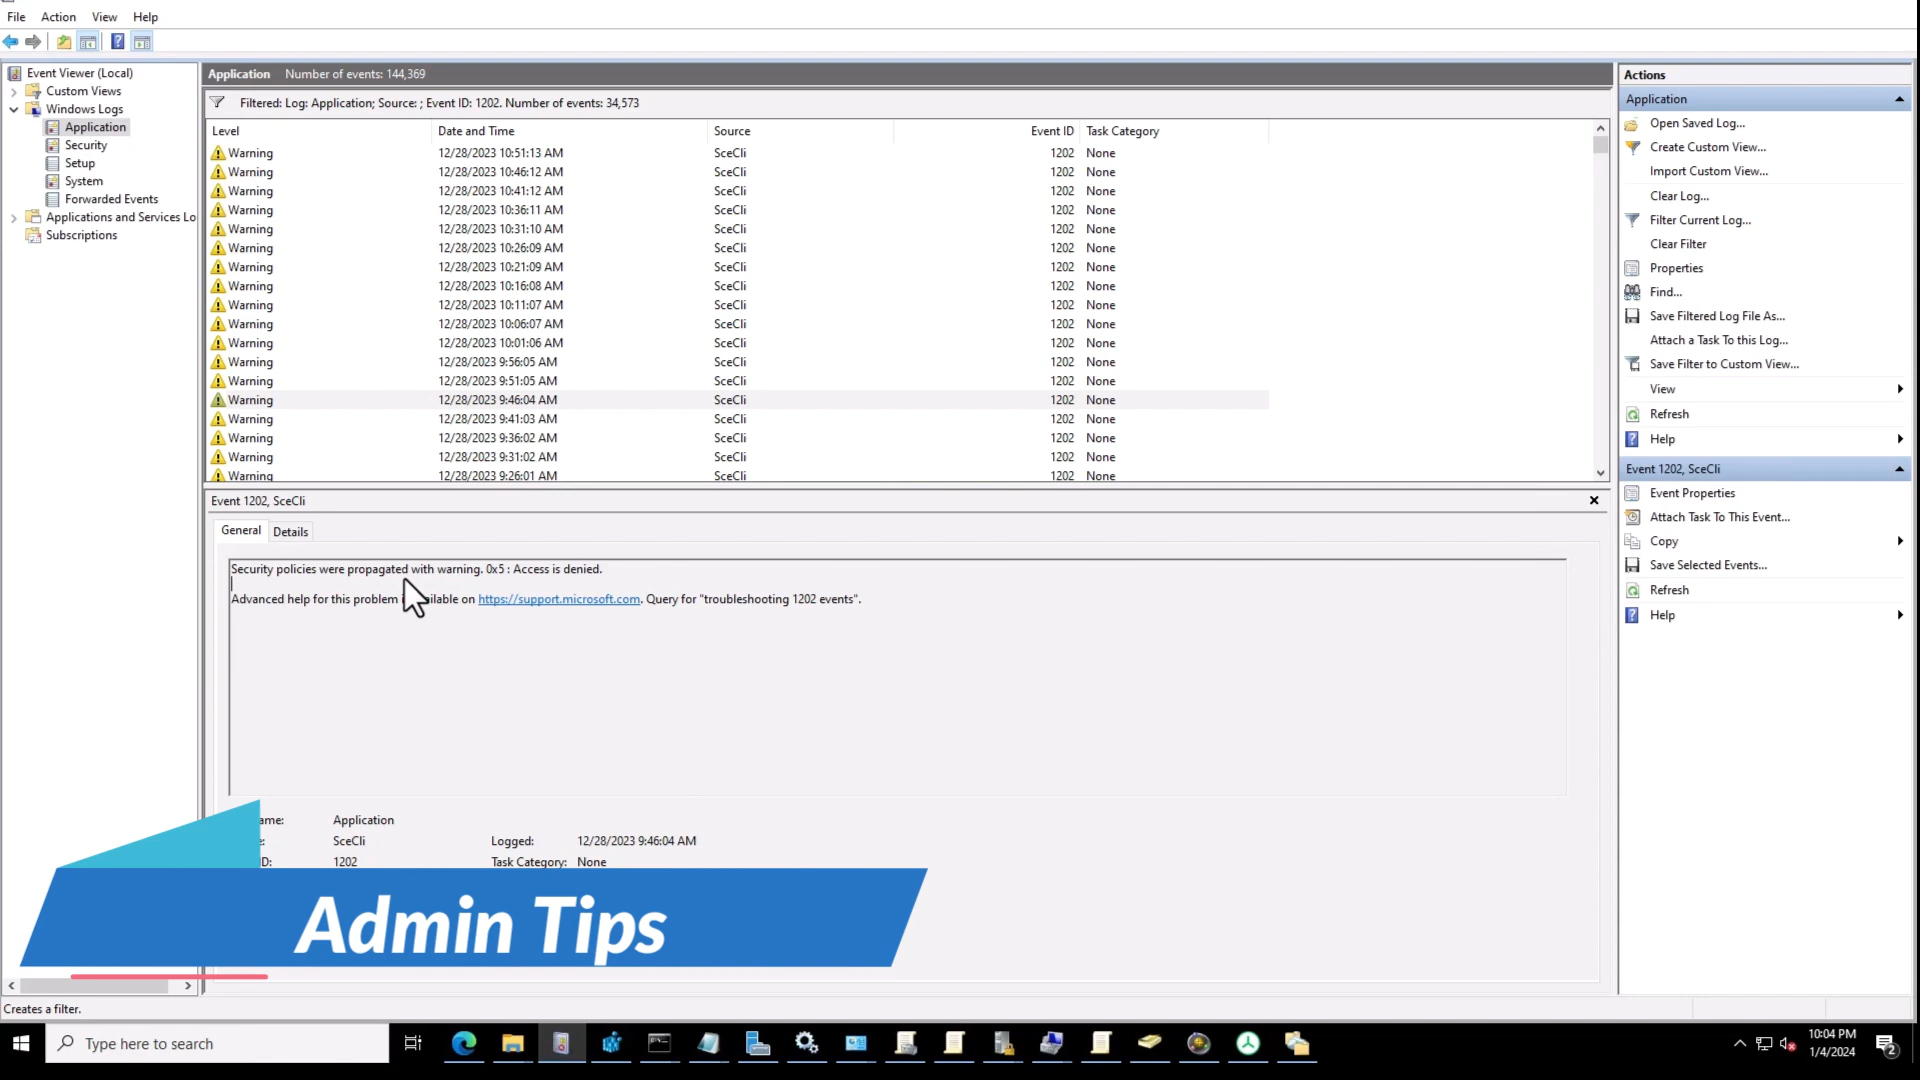 File Action View Help
Event Viewer (Local)
Custom Views
Windows Logs
Application
Security
Setup
System
Forwarded Events
Applications and Services Lo
Subscriptions
Application Number of events: 144,369
Filtered: Log: Application; Source: ; Event ID: 1202. Number of events: 34,573
Level Date and Time Source Event ID Task Category
Warning 12/28/2023 10:51:13 AM SceCli 1202 None
Warning 12/28/2023 10:46:12 AM SceCli 1202 None
Warning 12/28/2023 10:41:12 AM SceCli 1202 None
Warning 12/28/2023 10:36:11 AM SceCli 1202 None
Warning 12/28/2023 10:31:10 AM SceCli 1202 None
Warning 12/28/2023 10:26:09 AM SceCli 1202 None
Warning 12/28/2023 10:21:09 AM SceCli 1202 None
Warning 12/28/2023 10:16:08 AM SceCli 1202 None
Warning 12/28/2023 10:11:07 AM SceCli 1202 None
Warning 12/28/2023 10:06:07 AM SceCli 1202 None
Warning 12/28/2023 10:01:06 AM SceCli 1202 None
Warning 12/28/2023 9:56:05 AM SceCli 1202 None
Warning 12/28/2023 9:51:05 AM SceCli 1202 None
Warning 12/28/2023 9:46:04 AM SceCli 1202 None
Warning 12/28/2023 9:41:03 AM SceCli 1202 None
Warning 12/28/2023 9:36:02 AM SceCli 1202 None
Warning 12/28/2023 9:31:02 AM SceCli 1202 None
Warning 12/28/2023 9:26:01 AM SceCli 1202 None
Event 1202, SceCli
General Details
Security policies were propagated with warning. 0x5 : Access is denied.
Advanced help for this problem ailable on https://support.microsoft.com. Query for "troubleshooting 1202 events".
ame: Application
SceCli Logged: 12/28/2023 9:46:04 AM
D: 1202 Task Category: None
Admin Tips
Actions
Application
Open Saved Log...
Create Custom View...
Import Custom View...
Clear Log...
Filter Current Log...
Clear Filter
Properties
Find...
Save Filtered Log File As...
Attach a Task To this Log...
Save Filter to Custom View...
View
Refresh
Help
Event 1202, SceCli
Event Properties
Attach Task To This Event...
Copy
Save Selected Events...
Refresh
Help
Creates a filter.
Type here to search
10:04 PM
1/4/2024
2